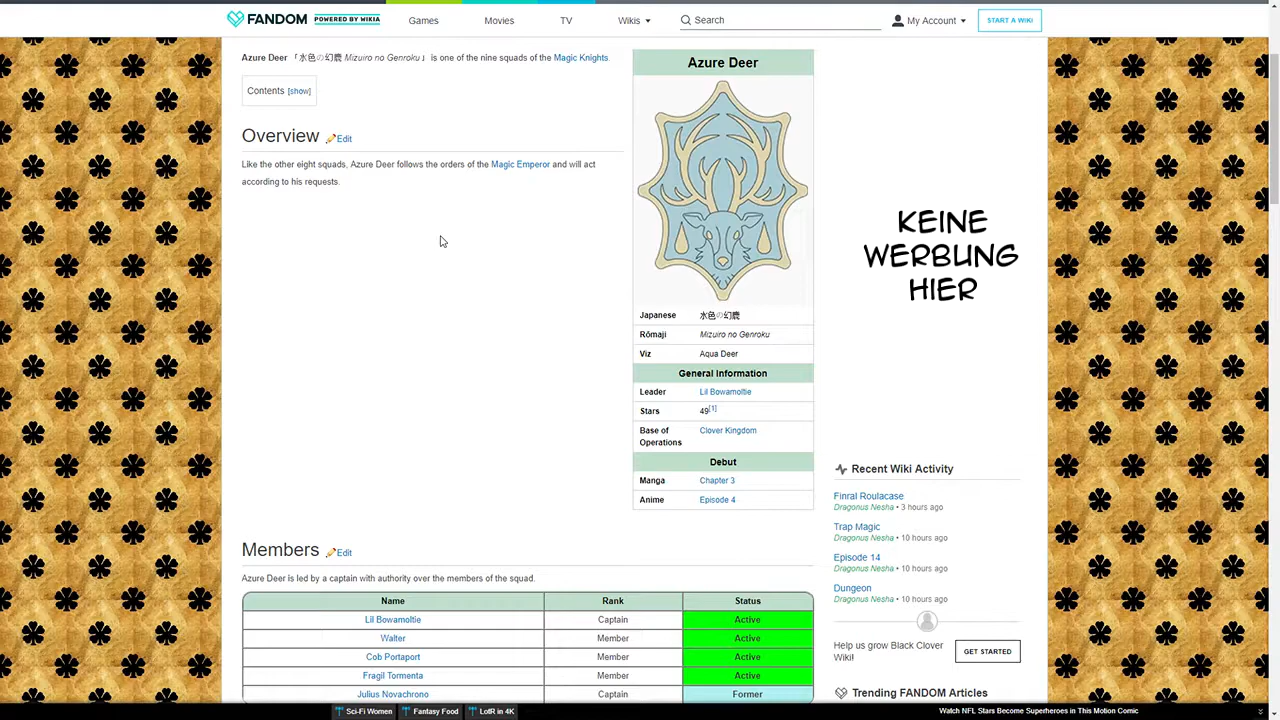 FANDOM POWERED BY WIKIA Games Movies TV Wikis Search My Account START A WIKI
Azure Deer 「水色の幻鹿 Mizuiro no Genroku」 is one of the nine squads of the Magic Knights.
Contents [show]
Overview Edit
Like the other eight squads, Azure Deer follows the orders of the Magic Emperor and will act
according to his requests.
Azure Deer
Japanese 水色の幻鹿
Rōmaji Mizuiro no Genroku
Viz Aqua Deer
General Information
Leader Lil Bowamoltie
Stars 49[1]
Base of
Operations Clover Kingdom
Debut
Manga Chapter 3
Anime Episode 4
Members Edit
Azure Deer is led by a captain with authority over the members of the squad.
Name Rank Status
Lil Bowamoltie Captain Active
Walter Member Active
Cob Portaport Member Active
Fragil Tormenta Member Active
Julius Novachrono Captain Former
KEINE
WERBUNG
HIER
Recent Wiki Activity
Finral Roulacase
Dragonus Nesha • 3 hours ago
Trap Magic
Dragonus Nesha • 10 hours ago
Episode 14
Dragonus Nesha • 10 hours ago
Dungeon
Dragonus Nesha • 10 hours ago
Help us grow Black Clover
Wiki!
GET STARTED
Trending FANDOM Articles
Sci-Fi Women Fantasy Food LotR in 4K Watch NFL Stars Become Superheroes in This Motion Comic